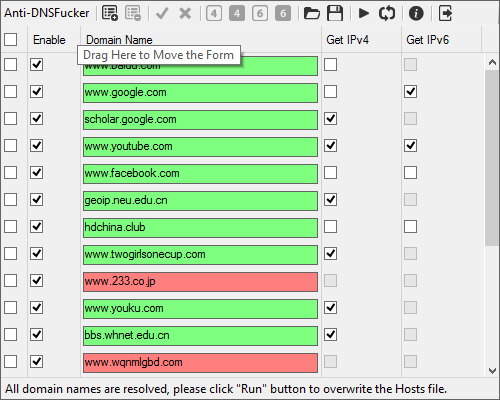 Anti-DNSFucker
4 4 6 6
Enable Domain Name Get IPv4 Get IPv6
Drag Here to Move the Form
www.baidu.com
www.google.com
scholar.google.com
www.youtube.com
www.facebook.com
geoip.neu.edu.cn
hdchina.club
www.twogirlsonecup.com
www.233.co.jp
www.youku.com
bbs.whnet.edu.cn
www.wqnmlgbd.com
All domain names are resolved, please click "Run" button to overwrite the Hosts file.